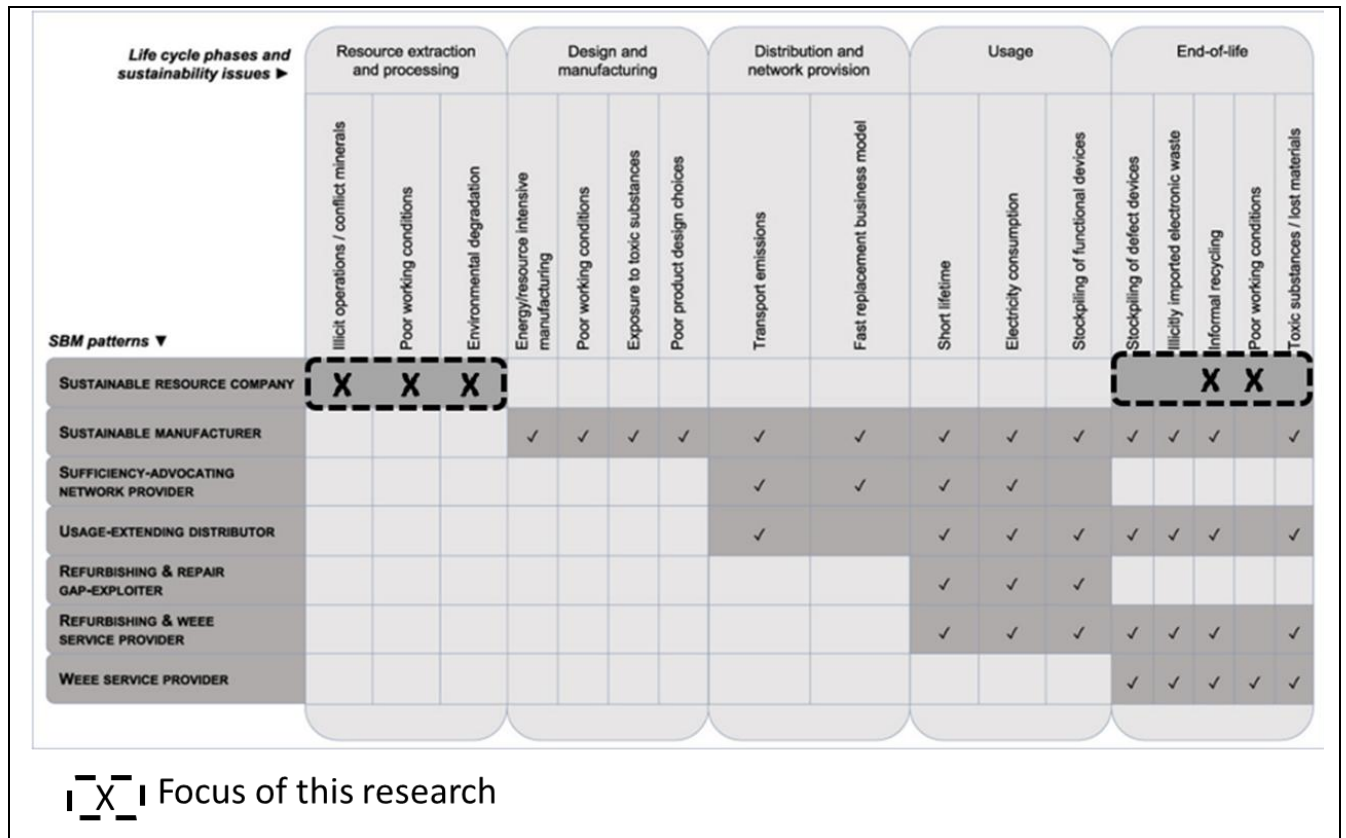 Life cycle phases and
sustainability issues ►
Resource extraction
and processing
Design and
manufacturing
Distribution and
network provision
Usage
End-of-life
Illicit operations / conflict minerals
Poor working conditions
Environmental degradation
Energy/resource intensive
manufacturing
Poor working conditions
Exposure to toxic substances
Poor product design choices
Transport emissions
Fast replacement business model
Short lifetime
Electricity consumption
Stockpiling of functional devices
Stockpiling of defect devices
Illicitly imported electronic waste
Informal recycling
Poor working conditions
Toxic substances / lost materials
SBM patterns ▼
SUSTAINABLE RESOURCE COMPANY X X X X X
SUSTAINABLE MANUFACTURER ✓ ✓ ✓ ✓ ✓ ✓ ✓ ✓ ✓ ✓ ✓ ✓ ✓
SUFFICIENCY-ADVOCATING
NETWORK PROVIDER ✓ ✓ ✓ ✓
USAGE-EXTENDING DISTRIBUTOR ✓ ✓ ✓ ✓ ✓ ✓ ✓ ✓
REFURBISHING & REPAIR
GAP-EXPLOITER ✓ ✓ ✓
REFURBISHING & WEEE
SERVICE PROVIDER ✓ ✓ ✓ ✓ ✓ ✓ ✓
WEEE SERVICE PROVIDER ✓ ✓ ✓ ✓ ✓
X Focus of this research